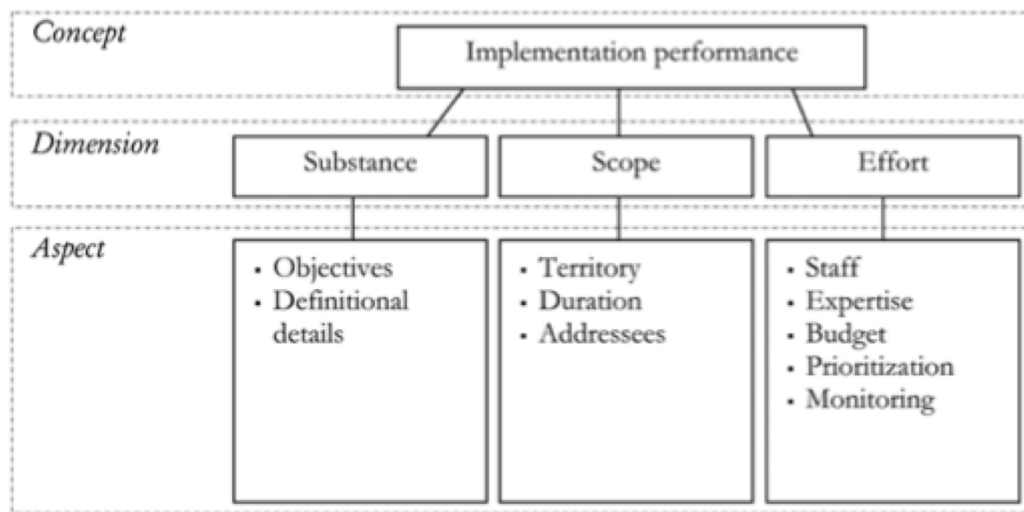 Concept
Implementation performance
Dimension
Substance
Scope
Effort
Aspect
▪ Objectives
▪ Definitional
details
▪ Territory
▪ Duration
▪ Addressees
▪ Staff
▪ Expertise
▪ Budget
▪ Prioritization
▪ Monitoring